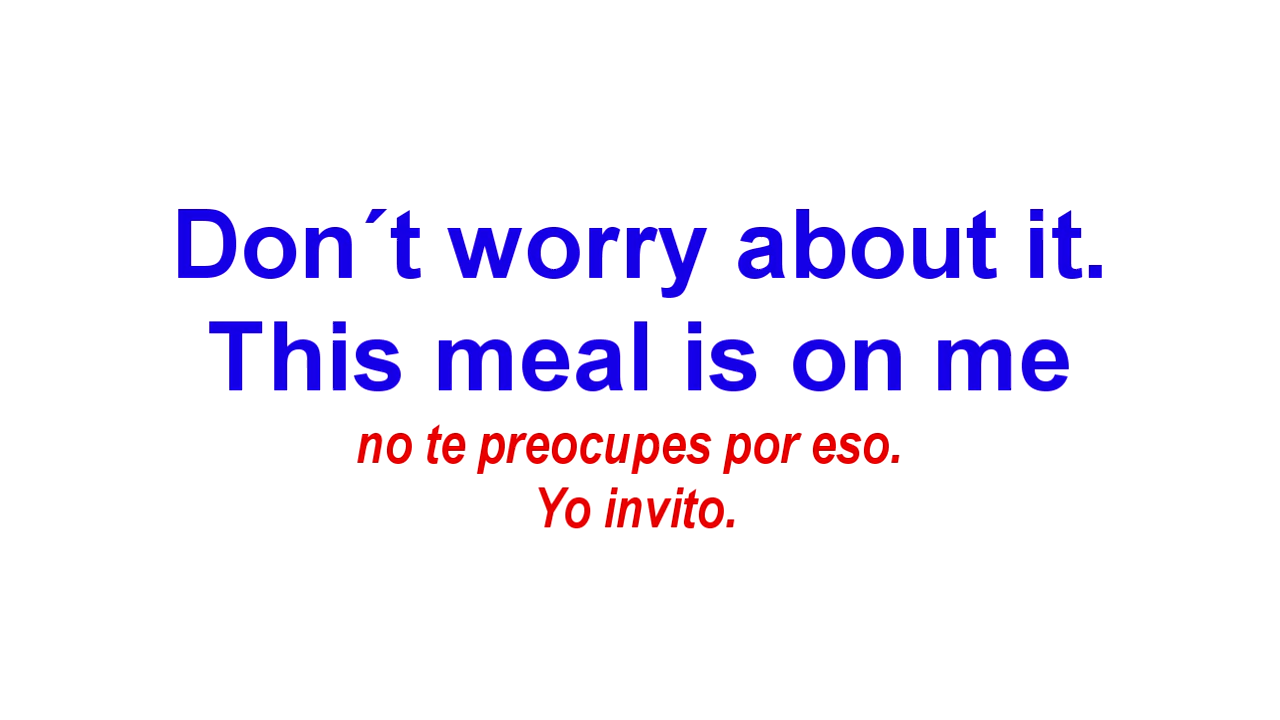 Don´t worry about it.
This meal is on me
no te preocupes por eso.
Yo invito.